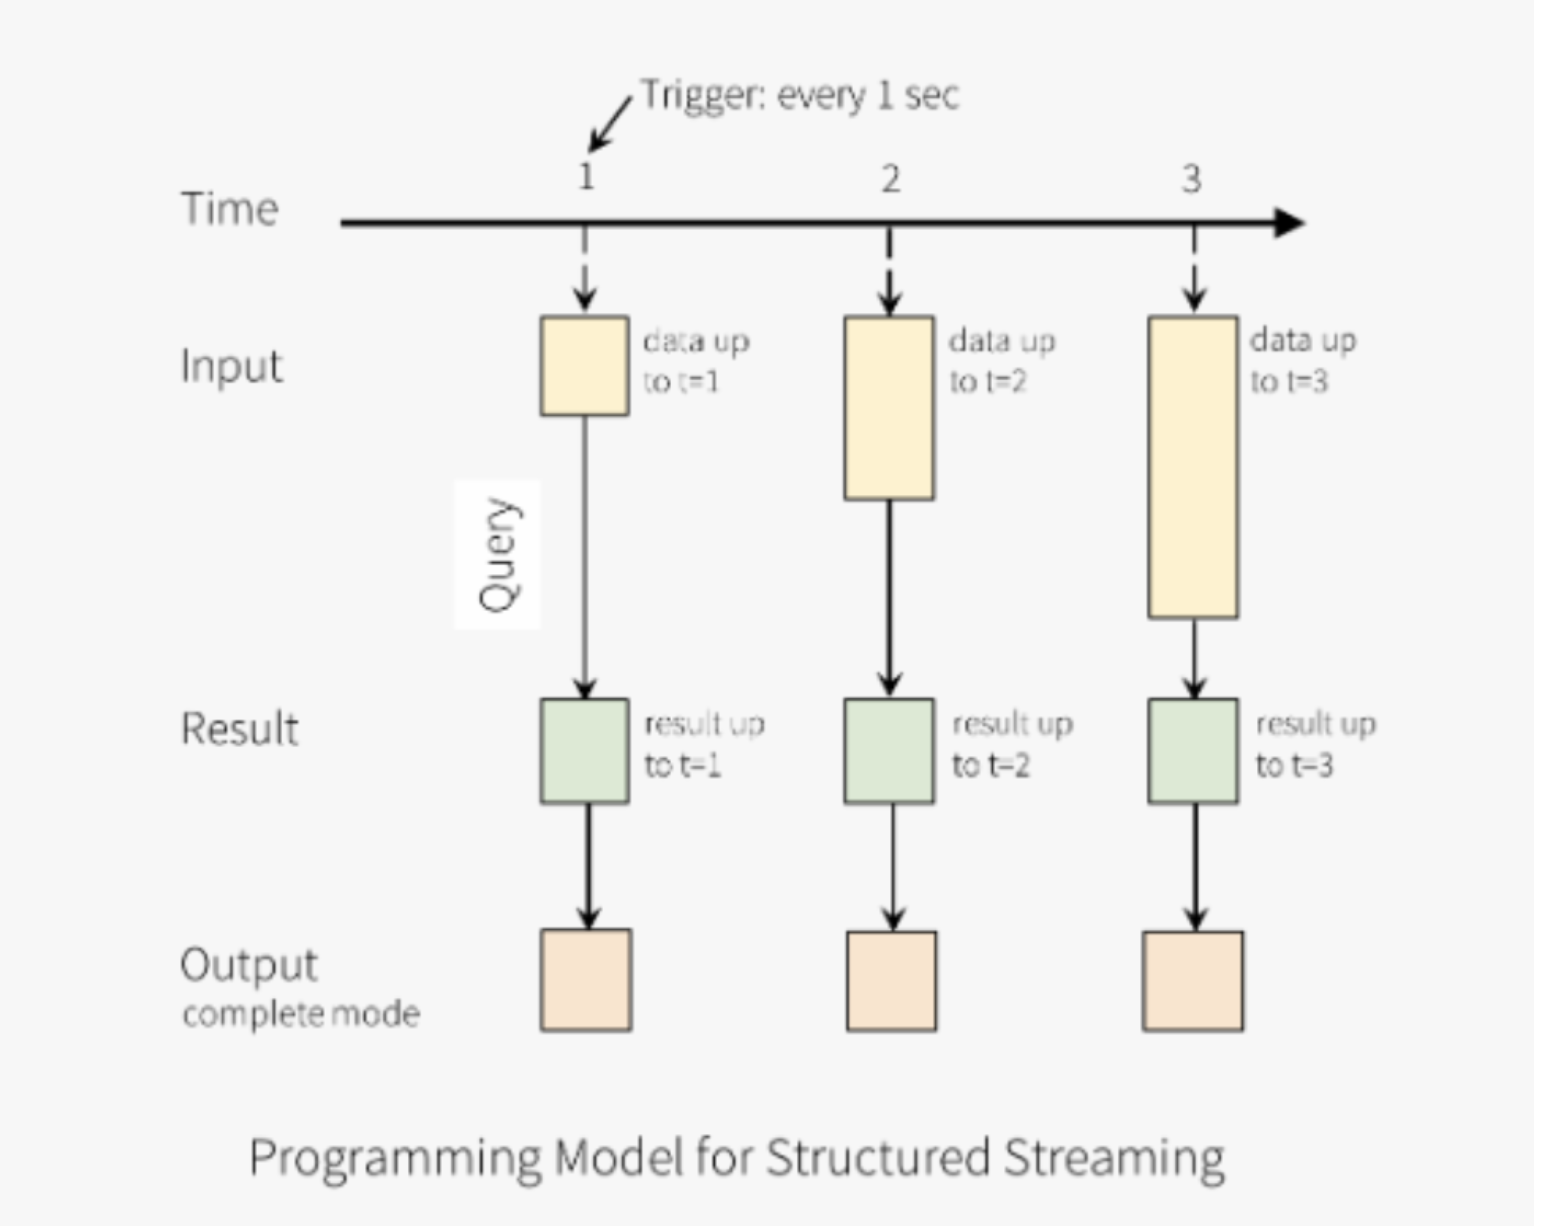 Trigger: every 1 sec
1
2
3
Time
Input
data up
to t=1
data up
to t=2
data up
to t=3
Query
Result
result up
to t=1
result up
to t=2
result up
to t=3
Output
complete mode
Programming Model for Structured Streaming